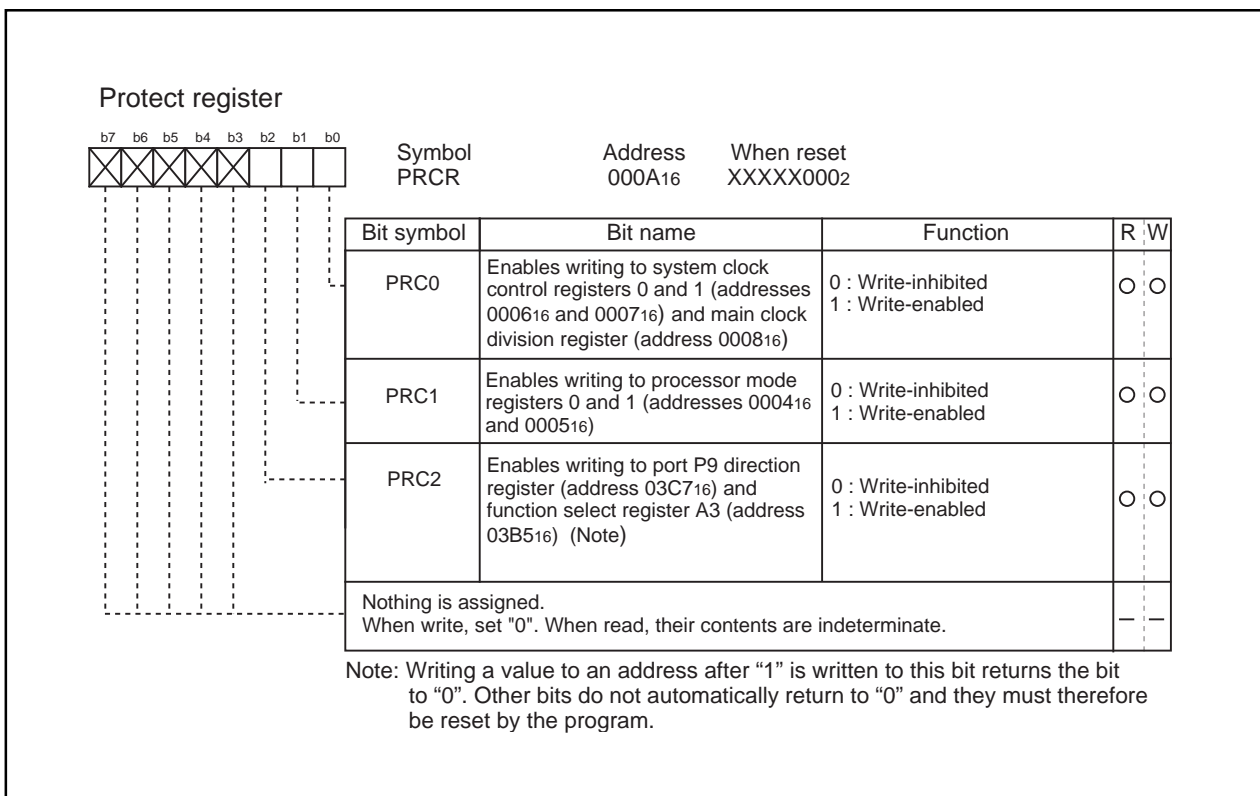 Protect register
b7 b6 b5 b4 b3 b2 b1 b0
Symbol Address When reset
PRCR 000A16 XXXXX0002
Bit symbol Bit name Function R W
PRC0
Enables writing to system clock
control registers 0 and 1 (addresses
000616 and 000716) and main clock
division register (address 000816)
0 : Write-inhibited
1 : Write-enabled
PRC1
Enables writing to processor mode
registers 0 and 1 (addresses 000416
and 000516)
0 : Write-inhibited
1 : Write-enabled
PRC2
Enables writing to port P9 direction
register (address 03C716) and
function select register A3 (address
03B516) (Note)
0 : Write-inhibited
1 : Write-enabled
Nothing is assigned.
When write, set "0". When read, their contents are indeterminate.
Note: Writing a value to an address after “1” is written to this bit returns the bit
to “0”. Other bits do not automatically return to “0” and they must therefore
be reset by the program.